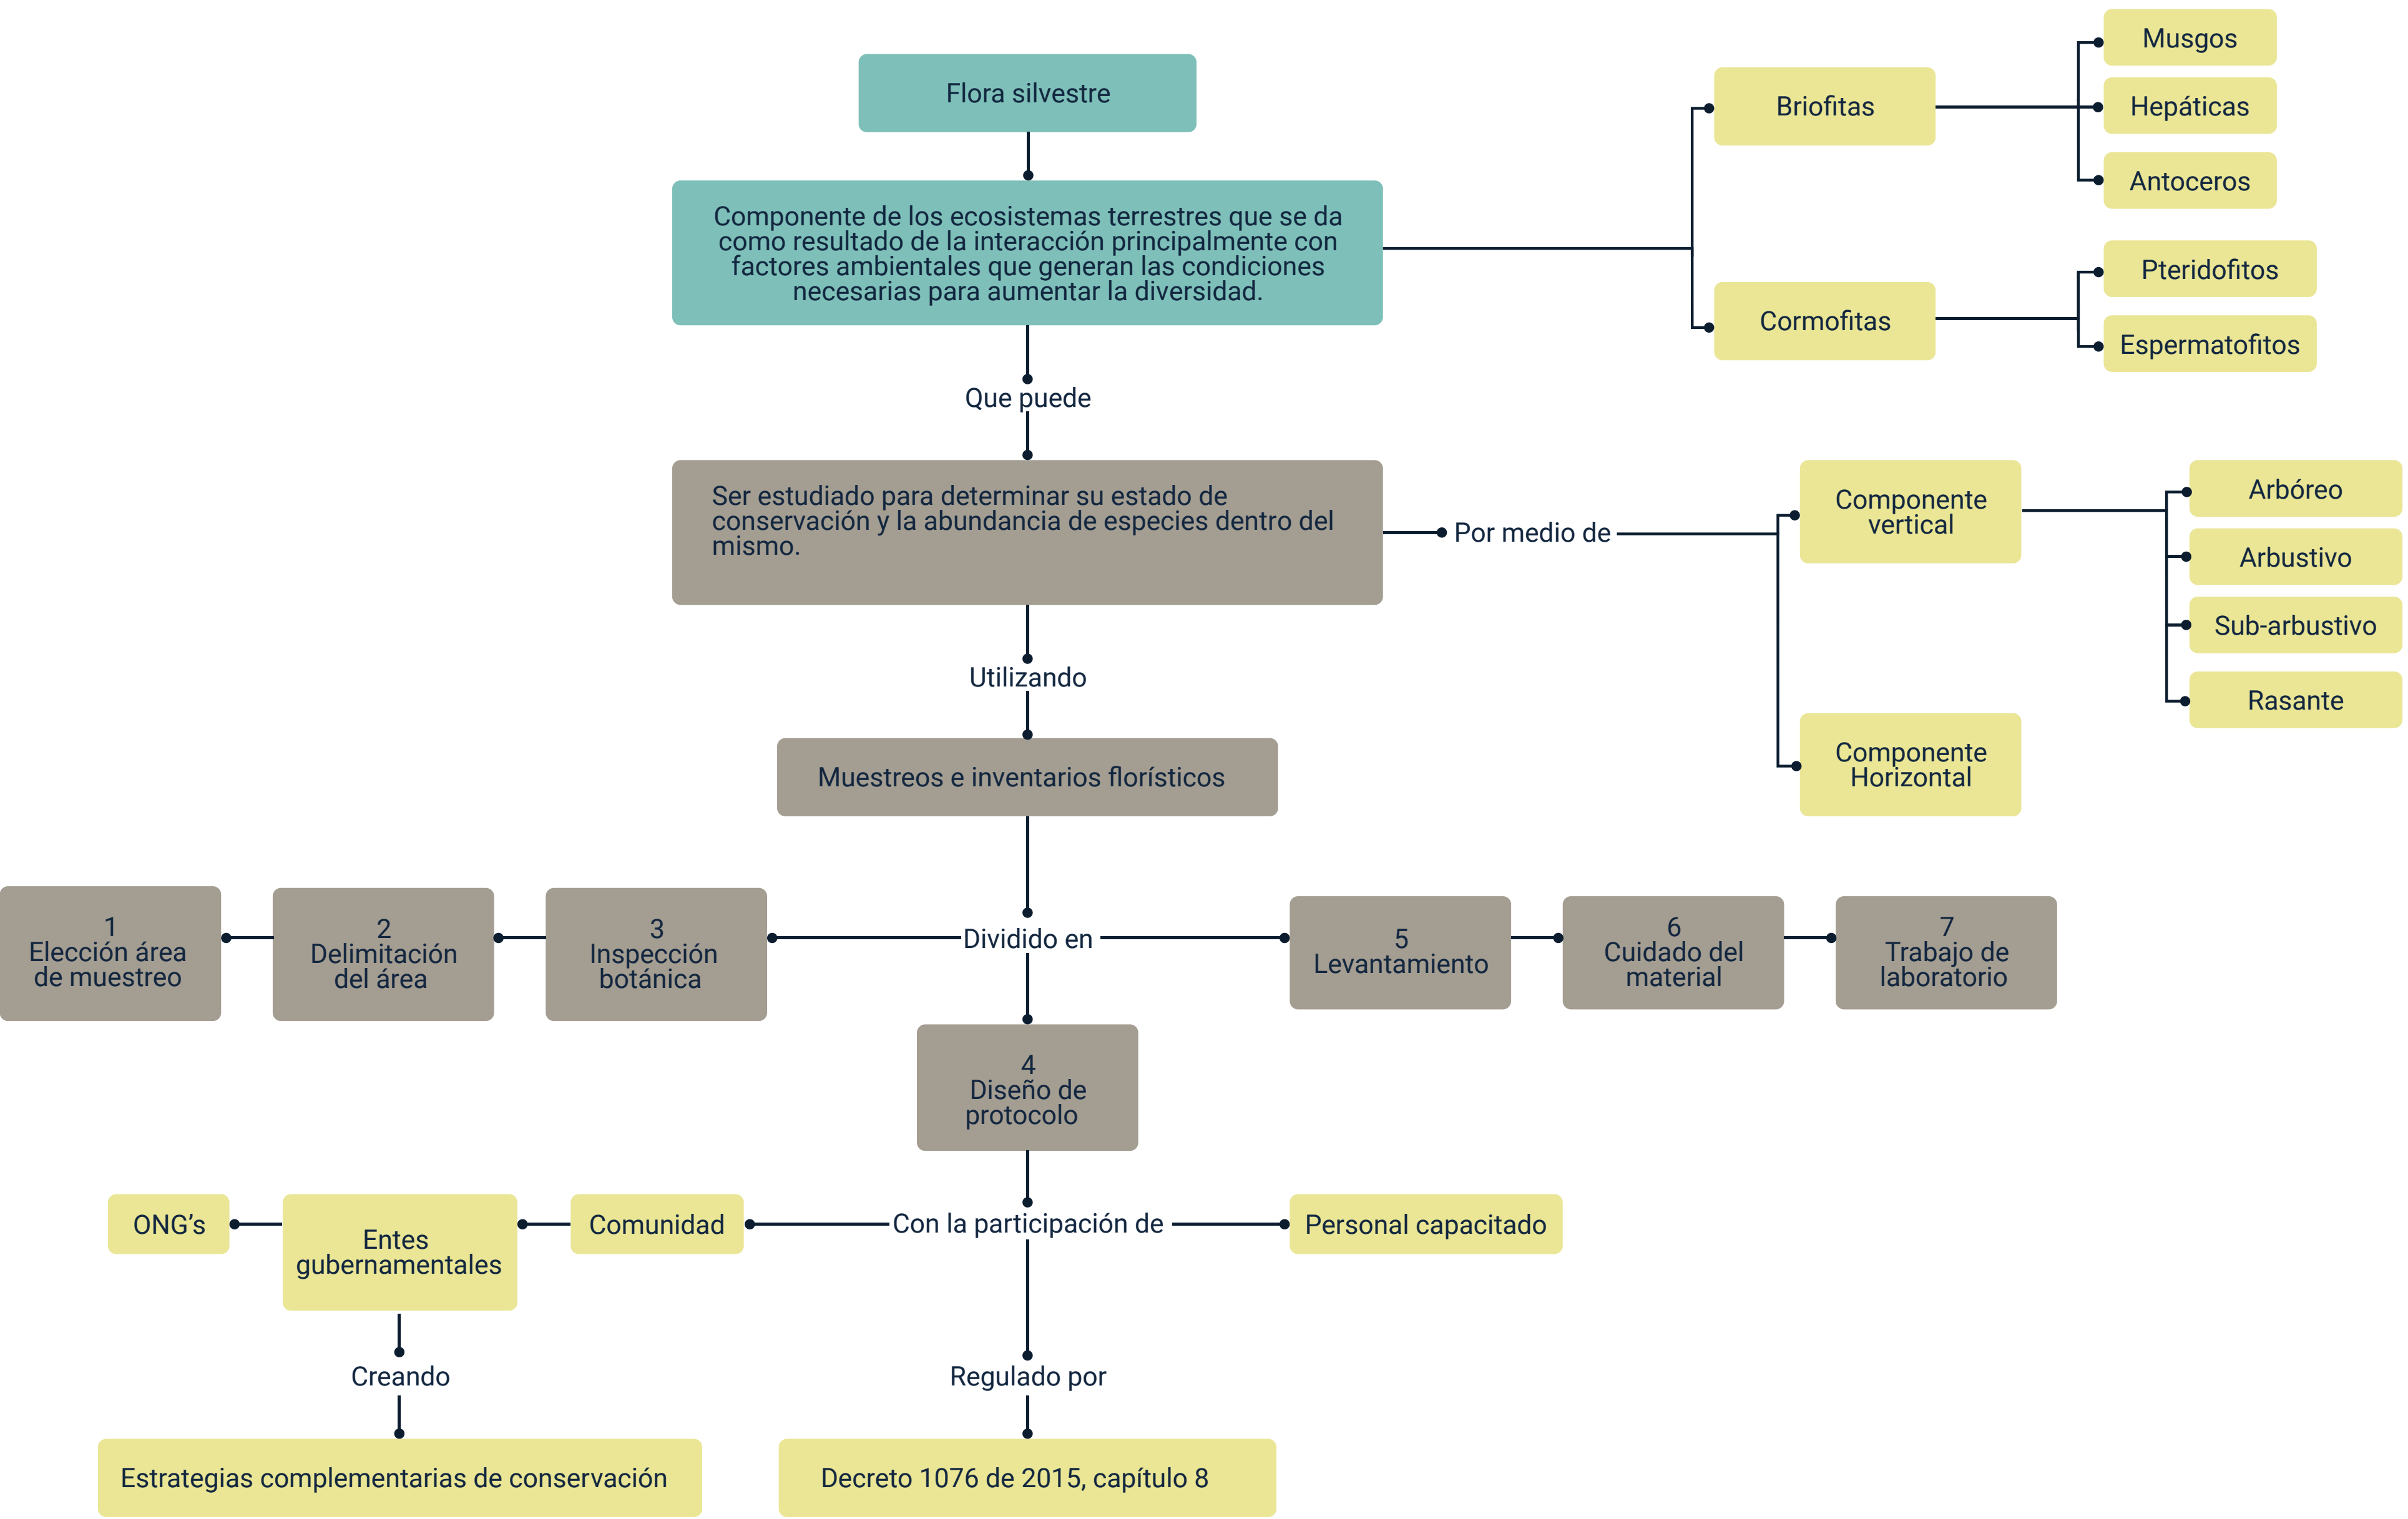 Flora silvestre
Componente de los ecosistemas terrestres que se da
como resultado de la interacción principalmente con
factores ambientales que generan las condiciones
necesarias para aumentar la diversidad.
Briofitas
Musgos
Hepáticas
Antoceros
Cormofitas
Pteridofitos
Espermatofitos
Que puede
Ser estudiado para determinar su estado de
conservación y la abundancia de especies dentro del
mismo.
Por medio de
Componente
vertical
Arbóreo
Arbustivo
Sub-arbustivo
Rasante
Componente
Horizontal
Utilizando
Muestreos e inventarios florísticos
Dividido en
1
Elección área
de muestreo
2
Delimitación
del área
3
Inspección
botánica
4
Diseño de
protocolo
5
Levantamiento
6
Cuidado del
material
7
Trabajo de
laboratorio
Con la participación de
ONG’s
Entes
gubernamentales
Comunidad
Personal capacitado
Creando
Estrategias complementarias de conservación
Regulado por
Decreto 1076 de 2015, capítulo 8